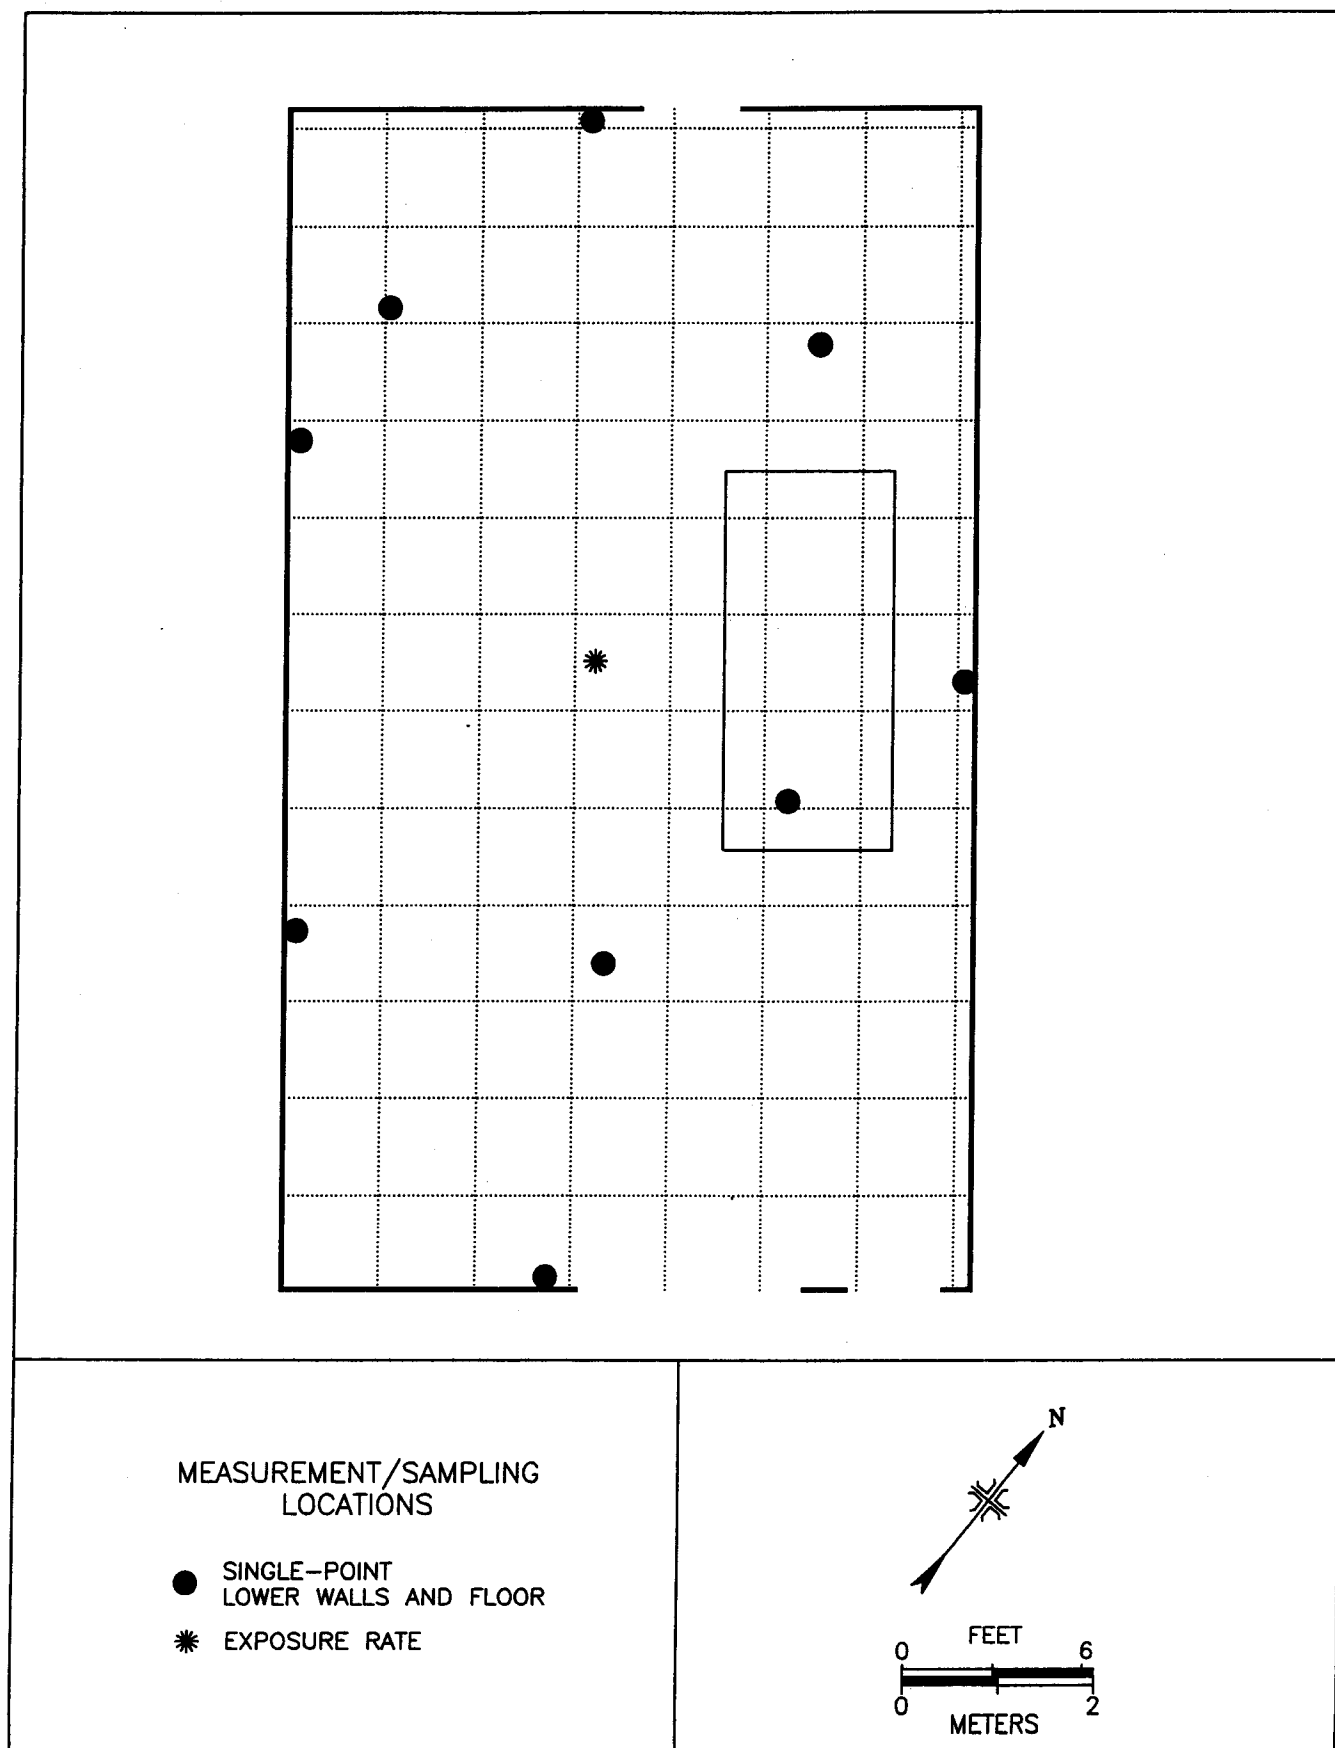 MEASUREMENT/SAMPLING
LOCATIONS
SINGLE-POINT
LOWER WALLS AND FLOOR
EXPOSURE RATE
N
FEET
0 6
0 2
METERS